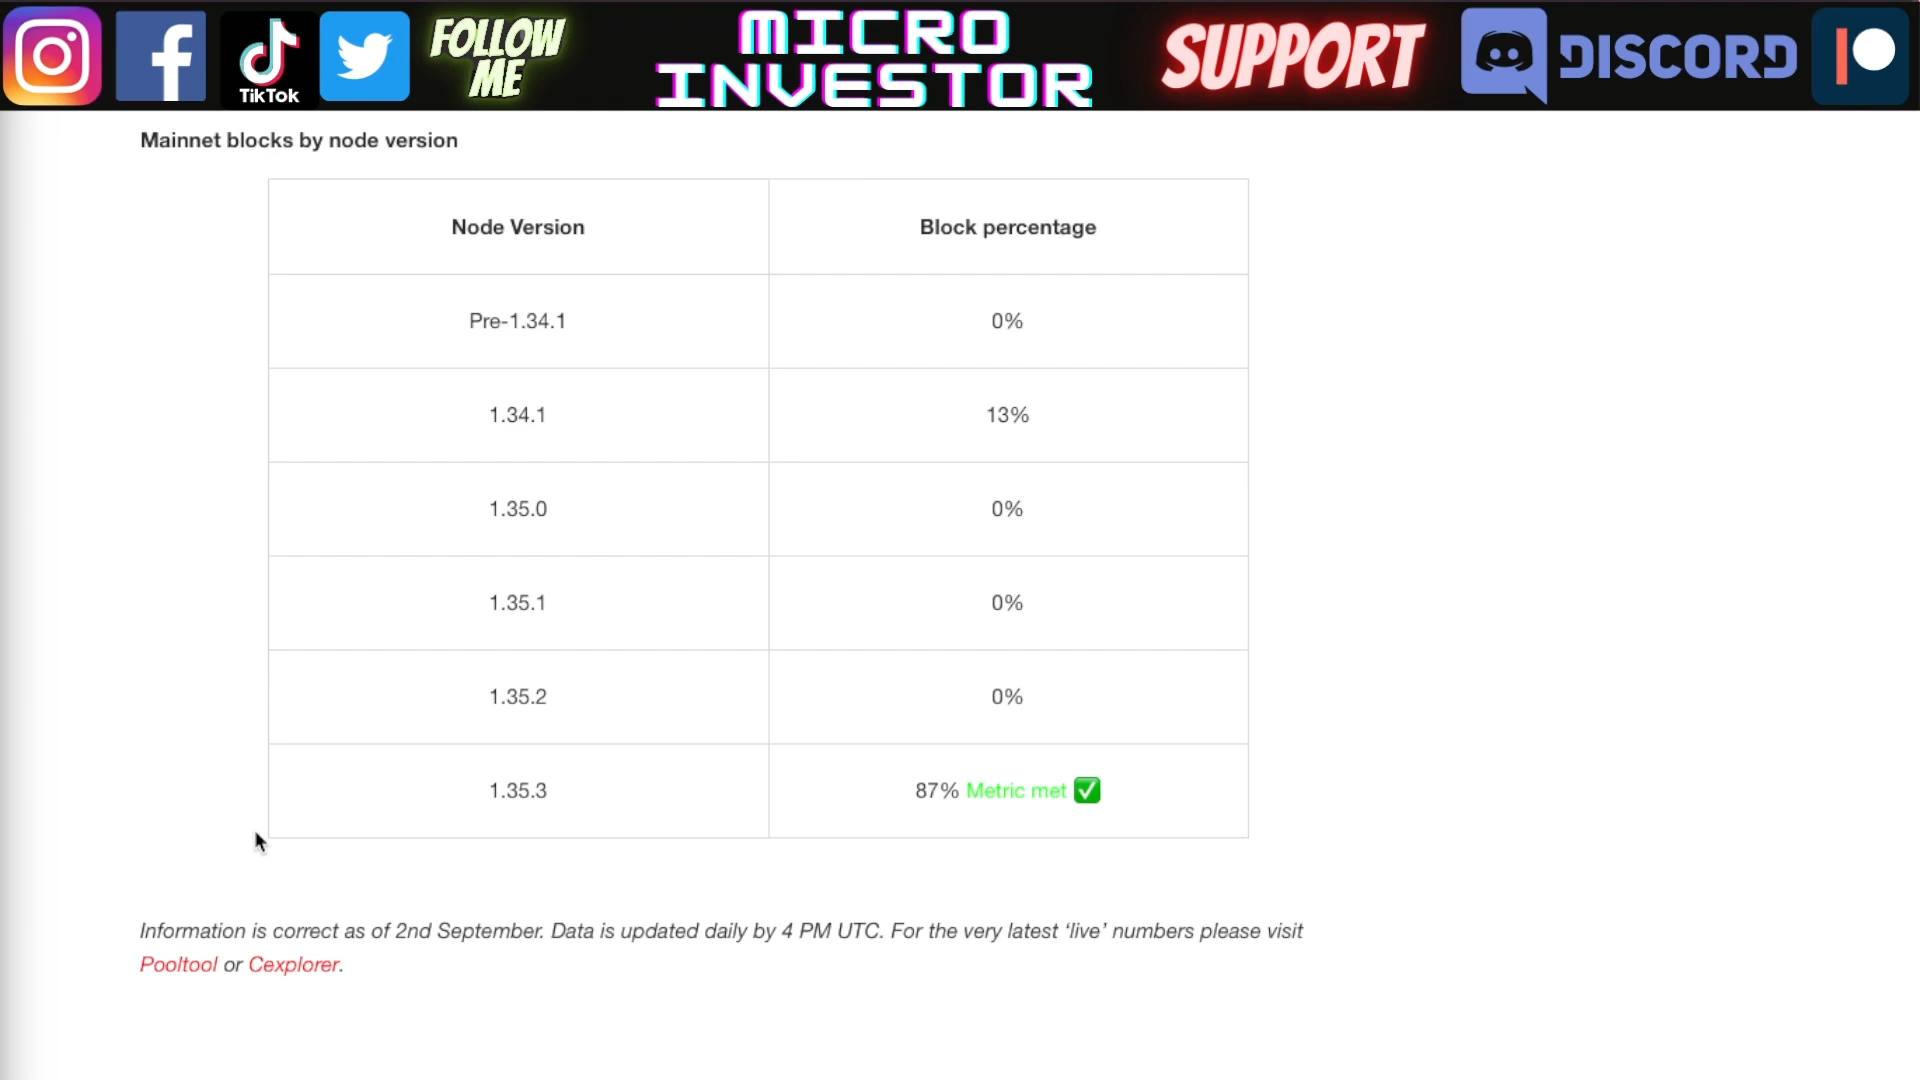 TikTok
FOLLOW
ME
MICRO
INVESTOR
SUPPORT
DISCORD
Mainnet blocks by node version
Node Version Block percentage
Pre-1.34.1 0%
1.34.1 13%
1.35.0 0%
1.35.1 0%
1.35.2 0%
1.35.3 87% Metric met ✅
Information is correct as of 2nd September. Data is updated daily by 4 PM UTC. For the very latest ‘live’ numbers please visit
Pooltool or Cexplorer.